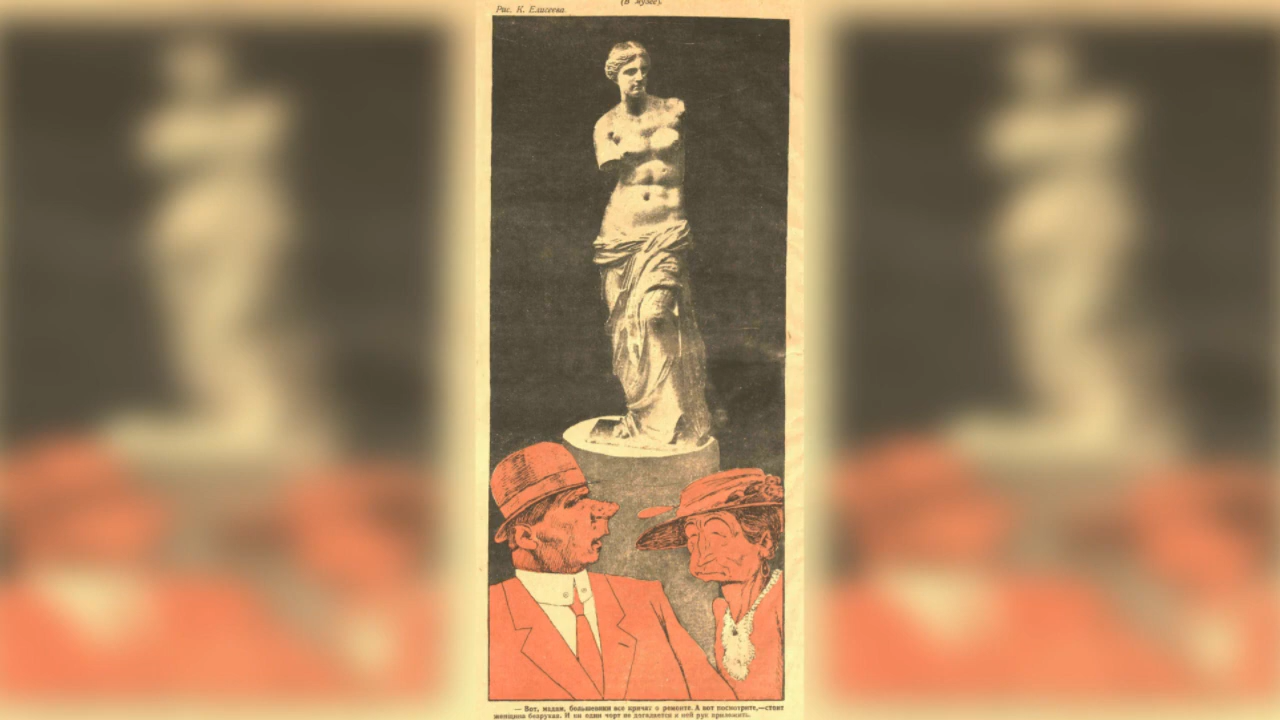 (В музее).
Рис. К. Елисеева.
— Вот, мадам, большевики все кричат о ремонте. А вот посмотрите,—стоит
женщина безрукая. И ни один черт не догадается к ней рук приложить.